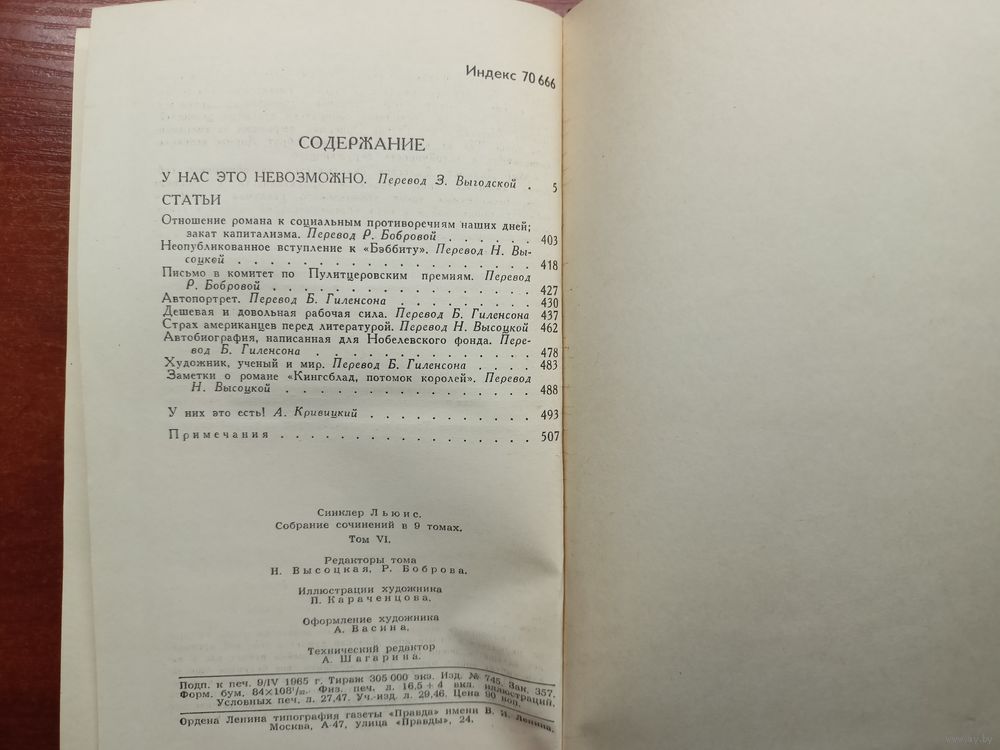 Индекс 70 666
СОДЕРЖАНИЕ
У НАС ЭТО НЕВОЗМОЖНО. Перевод З. Выгодской . 5
СТАТЬИ
Отношение романа к социальным противоречиям наших дней;
закат капитализма. Перевод Р. Бобровой . . . . . . 403
Неопубликованное вступление к «Бэббиту». Перевод Н. Вы-
соцкой . . . . . . . . . . . . . . . . . . 418
Письмо в комитет по Пулитцеровским премиям. Перевод
Р. Бобровой . . . . . . . . . . . . . . . . 427
Автопортрет. Перевод Б. Гиленсона . . . . . . . . 430
Дешевая и довольная рабочая сила. Перевод Б. Гиленсона 437
Страх американцев перед литературой. Перевод Н. Высоцкой 462
Автобиография, написанная для Нобелевского фонда. Пере-
вод Б. Гиленсона . . . . . . . . . . . . . 478
Художник, ученый и мир. Перевод Б. Гиленсона . . . . 483
Заметки о романе «Кингсблад, потомок королей». Перевод
Н. Высоцкой . . . . . . . . . . . . . . . 488
У них это есть! А. Кривицкий . . . . . . . . . . 493
Примечания . . . . . . . . . . . . . . . . 507
Синклер Льюис.
Собрание сочинений в 9 томах.
Том VI.
Редакторы тома
Н. Высоцкая, Р. Боброва.
Иллюстрации художника
П. Караченцова.
Оформление художника
А. Васина.
Технический редактор
А. Шагарина.
Подп. к печ. 9/IV 1965 г. Тираж 305 000 экз. Изд. № 745. Зак. 357.
Форм. бум. 84×108¹/₃₂. Физ. печ. л. 16,5 + 4 вкл. иллюстраций.
Условных печ. л. 27,47. Уч.-изд. л. 29,46. Цена 90 коп.
Ордена Ленина типография газеты «Правда» имени В. И. Ленина.
Москва, А-47, улица «Правды», 24.
www.ay.by